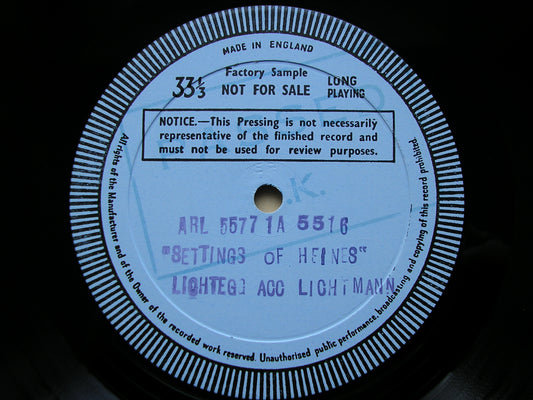 MADE IN ENGLAND
33⅓
Factory Sample
NOT FOR SALE
LONG
PLAYING
NOTICE.—This Pressing is not necessarily
representative of the finished record and
must not be used for review purposes.
K.
ARL 5577 1A 5516
"SETTINGS OF HEINES"
ACC LICHTMANN
All rights of the Manufacturer and of the Owner of the recorded work reserved. Unauthorised public performance, broadcasting and copying of this record prohibited.